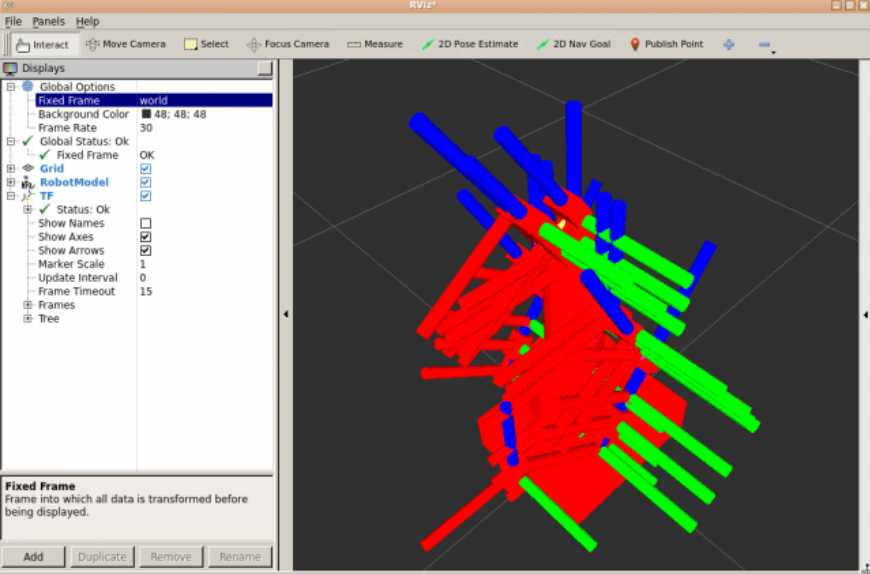 RViz*
File Panels Help
Interact Move Camera Select Focus Camera Measure 2D Pose Estimate 2D Nav Goal Publish Point
Displays
Global Options
Fixed Frame world
Background Color 48; 48; 48
Frame Rate 30
Global Status: Ok
Fixed Frame OK
Grid
RobotModel
TF
Status: Ok
Show Names
Show Axes
Show Arrows
Marker Scale 1
Update Interval 0
Frame Timeout 15
Frames
Tree
Fixed Frame
Frame into which all data is transformed before
being displayed.
Add Duplicate Remove Rename